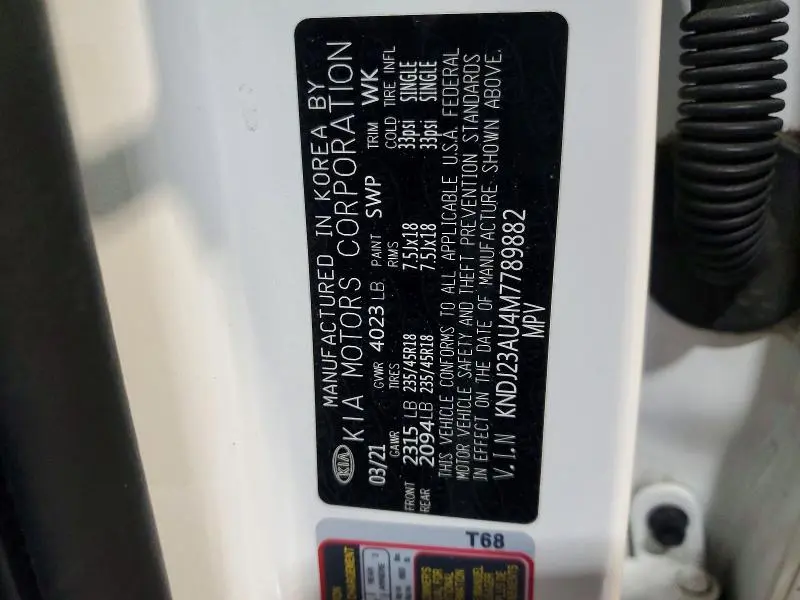 MANUFACTURED IN KOREA BY
KIA KIA MOTORS CORPORATION
03/21 GVWR 4023 LB. PAINT SWP TRIM WK
GAWR TIRES RIMS COLD TIRE INFL
FRONT 2315 LB 235/45R18 7.5Jx18 33psi SINGLE
REAR 2094LB 235/45R18 7.5Jx18 33psi SINGLE
THIS VEHICLE CONFORMS TO ALL APPLICABLE U.S.A. FEDERAL
MOTOR VEHICLE SAFETY AND THEFT PREVENTION STANDARDS
IN EFFECT ON THE DATE OF MANUFACTURE SHOWN ABOVE.
V.I.N KNDJ23AU4M7789882
MPV
T68